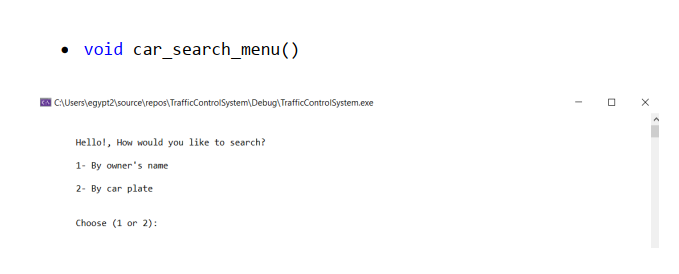 • void car_search_menu()
C:\Users\egypt2\source\repos\TrafficControlSystem\Debug\TrafficControlSystem.exe
Hello!, How would you like to search?
1- By owner's name
2- By car plate
Choose (1 or 2):